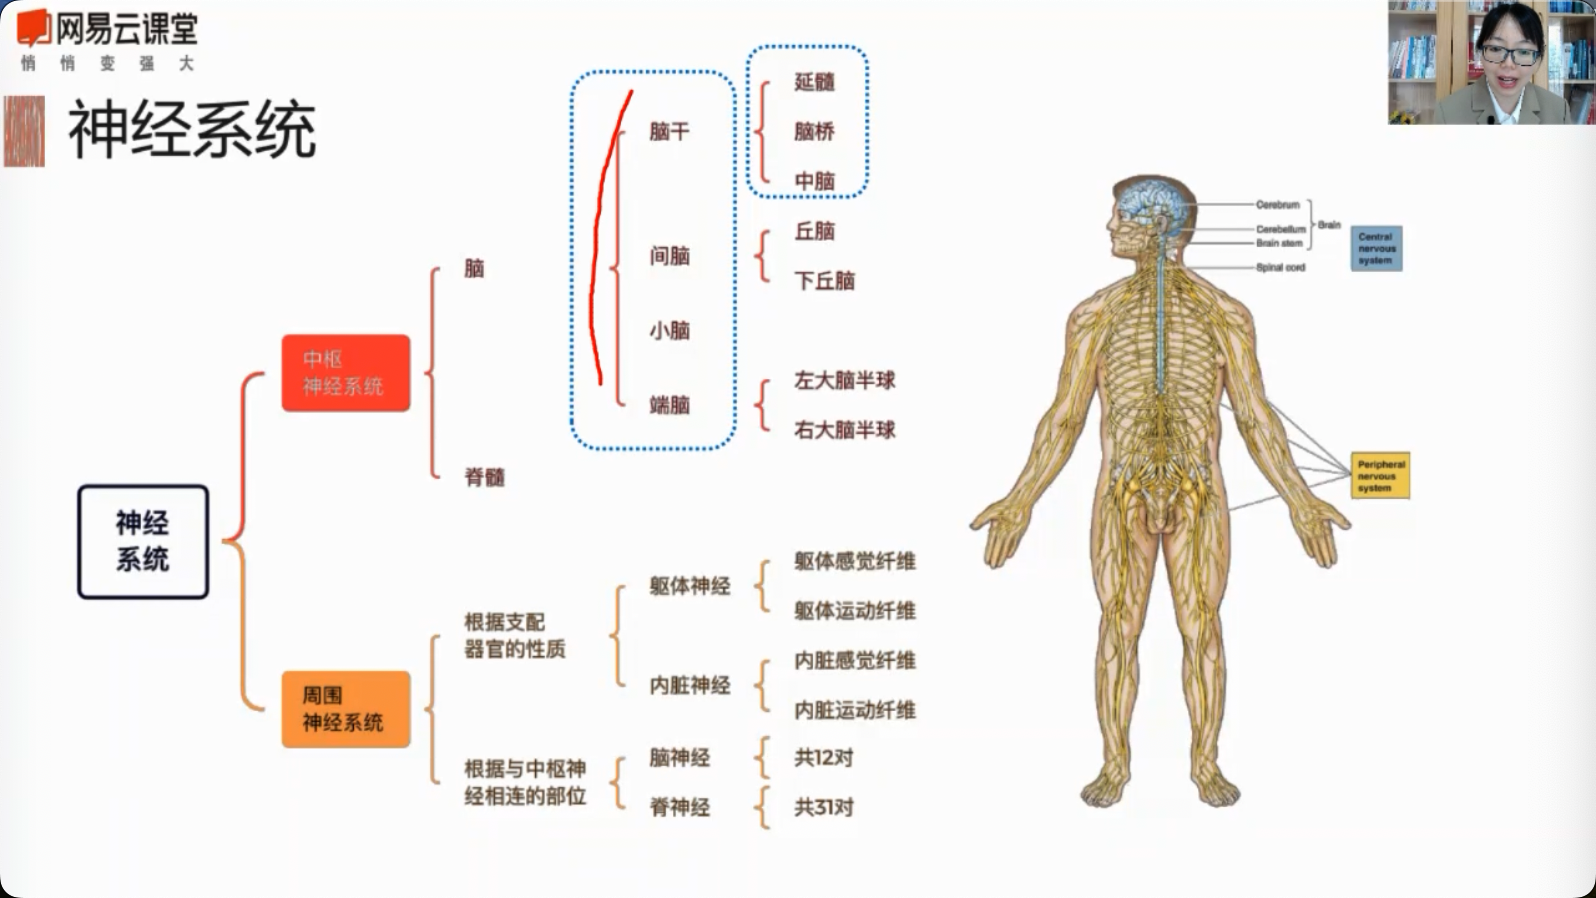 网易云课堂
悄悄变强大
神经系统
神经
系统
中枢
神经系统
脑
脑干
延髓
脑桥
中脑
间脑
丘脑
下丘脑
小脑
端脑
左大脑半球
右大脑半球
脊髓
周围
神经系统
根据支配
器官的性质
躯体神经
躯体感觉纤维
躯体运动纤维
内脏神经
内脏感觉纤维
内脏运动纤维
根据与中枢神
经相连的部位
脑神经
共12对
脊神经
共31对
Cerebrum
Cerebellum
Brain stem
Brain
Spinal cord
Central
nervous
system
Peripheral
nervous
system